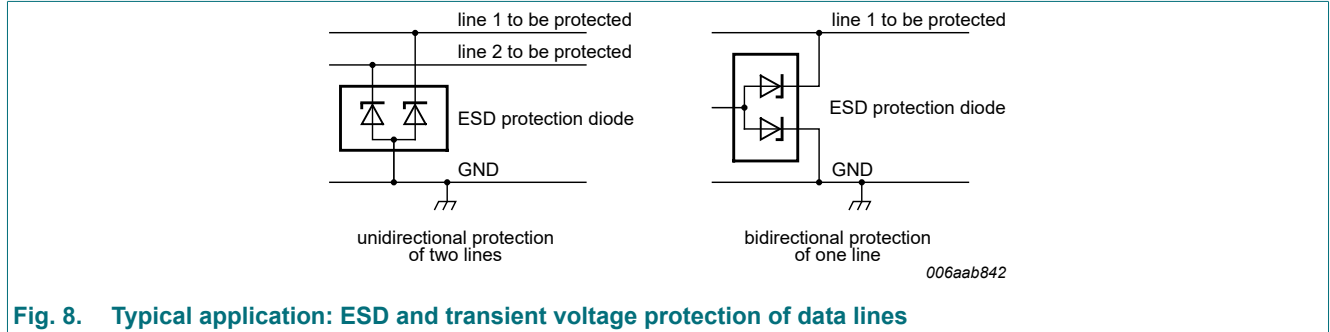 line 1 to be protected
line 2 to be protected
ESD protection diode
GND
unidirectional protection
of two lines
line 1 to be protected
ESD protection diode
GND
bidirectional protection
of one line
006aab842
Fig. 8. Typical application: ESD and transient voltage protection of data lines